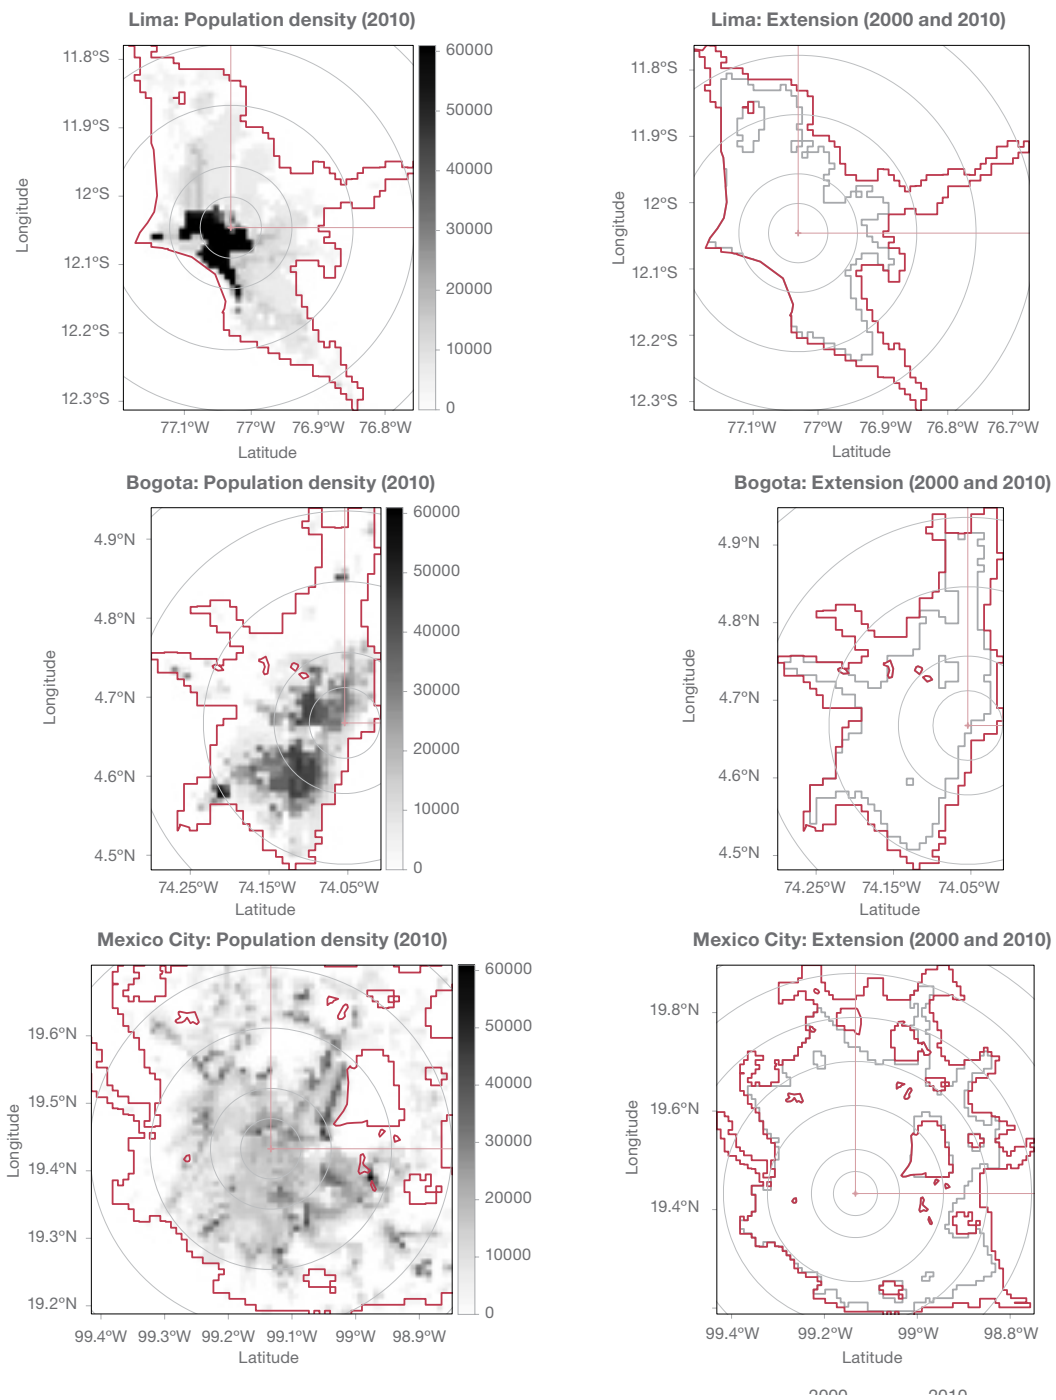 Lima: Population density (2010)
Lima: Extension (2000 and 2010)
11.8°S
11.9°S
12°S
12.1°S
12.2°S
12.3°S
Longitude
77.1°W 77°W 76.9°W 76.8°W
Latitude
60000
50000
40000
30000
20000
10000
0
11.8°S
11.9°S
12°S
12.1°S
12.2°S
12.3°S
Longitude
77.1°W 77°W 76.9°W 76.8°W 76.7°W
Latitude
Bogota: Population density (2010)
Bogota: Extension (2000 and 2010)
4.9°N
4.8°N
4.7°N
4.6°N
4.5°N
Longitude
74.25°W 74.15°W 74.05°W
Latitude
60000
50000
40000
30000
20000
10000
0
4.9°N
4.8°N
4.7°N
4.6°N
4.5°N
Longitude
74.25°W 74.15°W 74.05°W
Latitude
Mexico City: Population density (2010)
Mexico City: Extension (2000 and 2010)
19.6°N
19.5°N
19.4°N
19.3°N
19.2°N
Longitude
99.4°W 99.3°W 99.2°W 99.1°W 99°W 98.9°W
Latitude
60000
50000
40000
30000
20000
10000
0
19.8°N
19.6°N
19.4°N
Longitude
99.4°W 99.2°W 99°W 98.8°W
Latitude
2000 2010